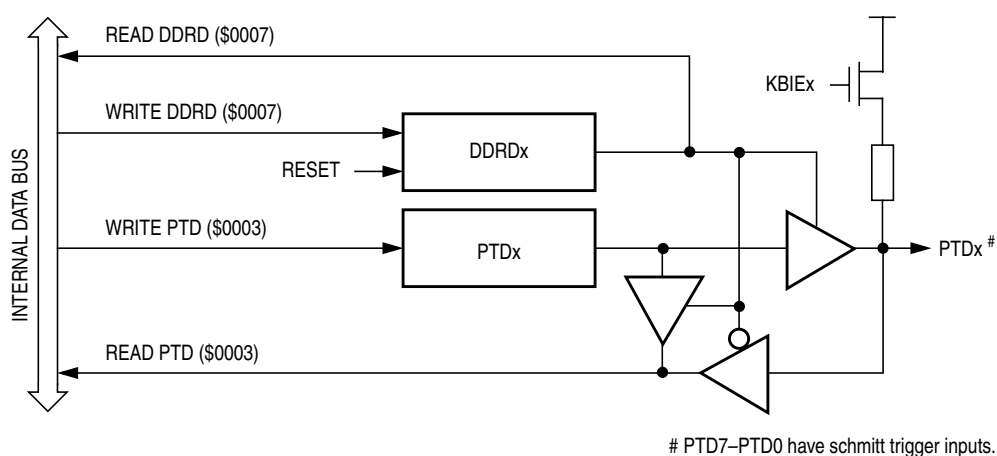 READ DDRD ($0007)
KBIEx
WRITE DDRD ($0007)
DDRDx
RESET
INTERNAL DATA BUS
WRITE PTD ($0003)
PTDx
PTDx #
READ PTD ($0003)
# PTD7–PTD0 have schmitt trigger inputs.